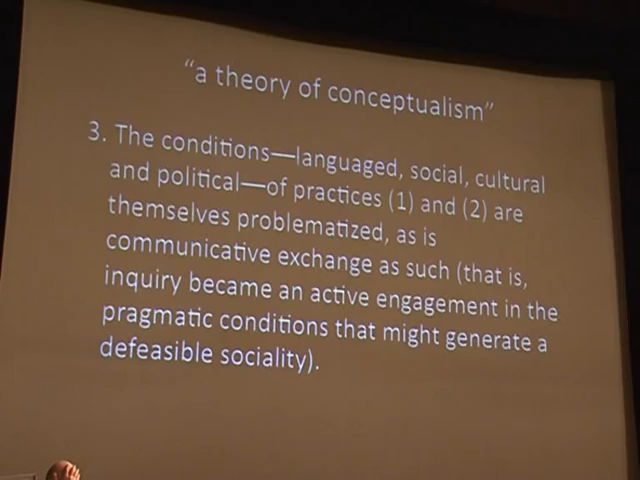 “a theory of conceptualism”
3. The conditions—languaged, social, cultural
and political—of practices (1) and (2) are
themselves problematized, as is
communicative exchange as such (that is,
inquiry became an active engagement in the
pragmatic conditions that might generate a
defeasible sociality).